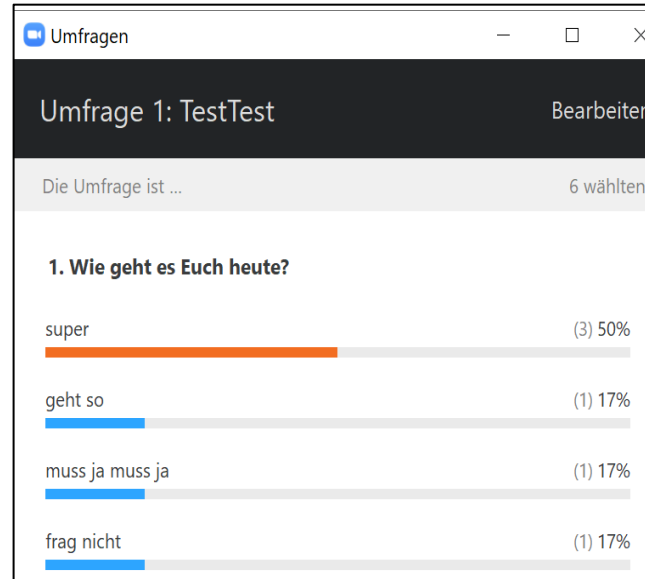 Umfragen
Umfrage 1: TestTest Bearbeiten
Die Umfrage ist ... 6 wählten
1. Wie geht es Euch heute?
super (3) 50%
geht so (1) 17%
muss ja muss ja (1) 17%
frag nicht (1) 17%